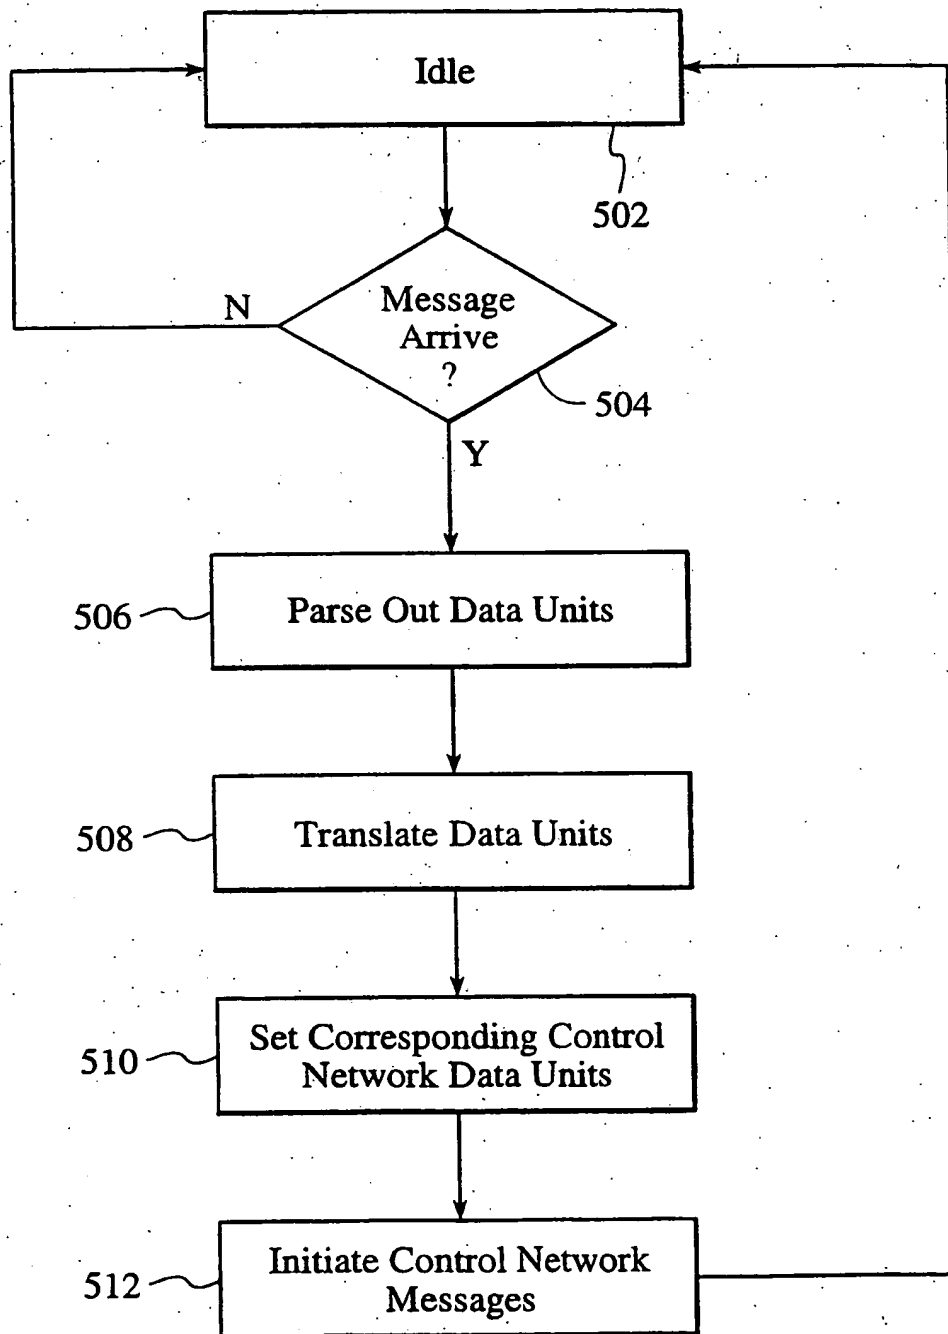 Idle
502
Message
Arrive
?
N
504
Y
506
Parse Out Data Units
508
Translate Data Units
510
Set Corresponding Control
Network Data Units
512
Initiate Control Network
Messages